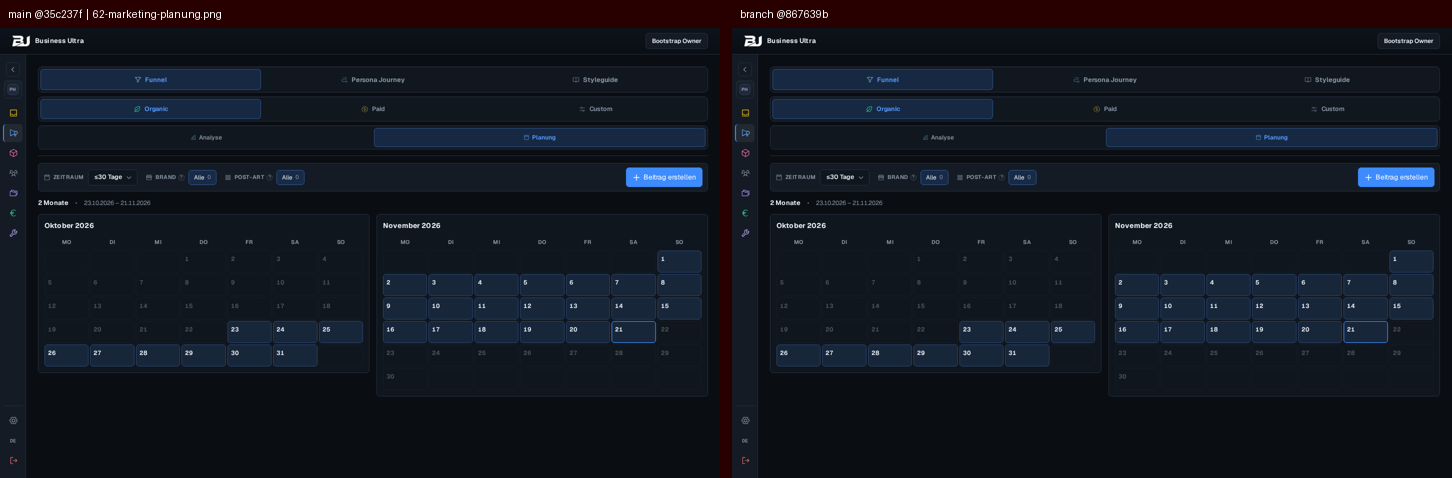 main @35c237f | 62-marketing-planung.png
Business Ultra
Bootstrap Owner
PH
Funnel
Persona Journey
Styleguide
Organic
Paid
Custom
Analyse
Planung
ZEITRAUM ≤30 Tage BRAND ? Alle 0 POST-ART ? Alle 0
+ Beitrag erstellen
2 Monate · 23.10.2026 – 21.11.2026
Oktober 2026
MO DI MI DO FR SA SO
1 2 3 4
5 6 7 8 9 10 11
12 13 14 15 16 17 18
19 20 21 22 23 24 25
26 27 28 29 30 31
November 2026
MO DI MI DO FR SA SO
1
2 3 4 5 6 7 8
9 10 11 12 13 14 15
16 17 18 19 20 21 22
23 24 25 26 27 28 29
30
DE
branch @867639b
Business Ultra
Bootstrap Owner
PH
Funnel
Persona Journey
Styleguide
Organic
Paid
Custom
Analyse
Planung
ZEITRAUM ≤30 Tage BRAND ? Alle 0 POST-ART ? Alle 0
+ Beitrag erstellen
2 Monate · 23.10.2026 – 21.11.2026
Oktober 2026
MO DI MI DO FR SA SO
1 2 3 4
5 6 7 8 9 10 11
12 13 14 15 16 17 18
19 20 21 22 23 24 25
26 27 28 29 30 31
November 2026
MO DI MI DO FR SA SO
1
2 3 4 5 6 7 8
9 10 11 12 13 14 15
16 17 18 19 20 21 22
23 24 25 26 27 28 29
30
DE